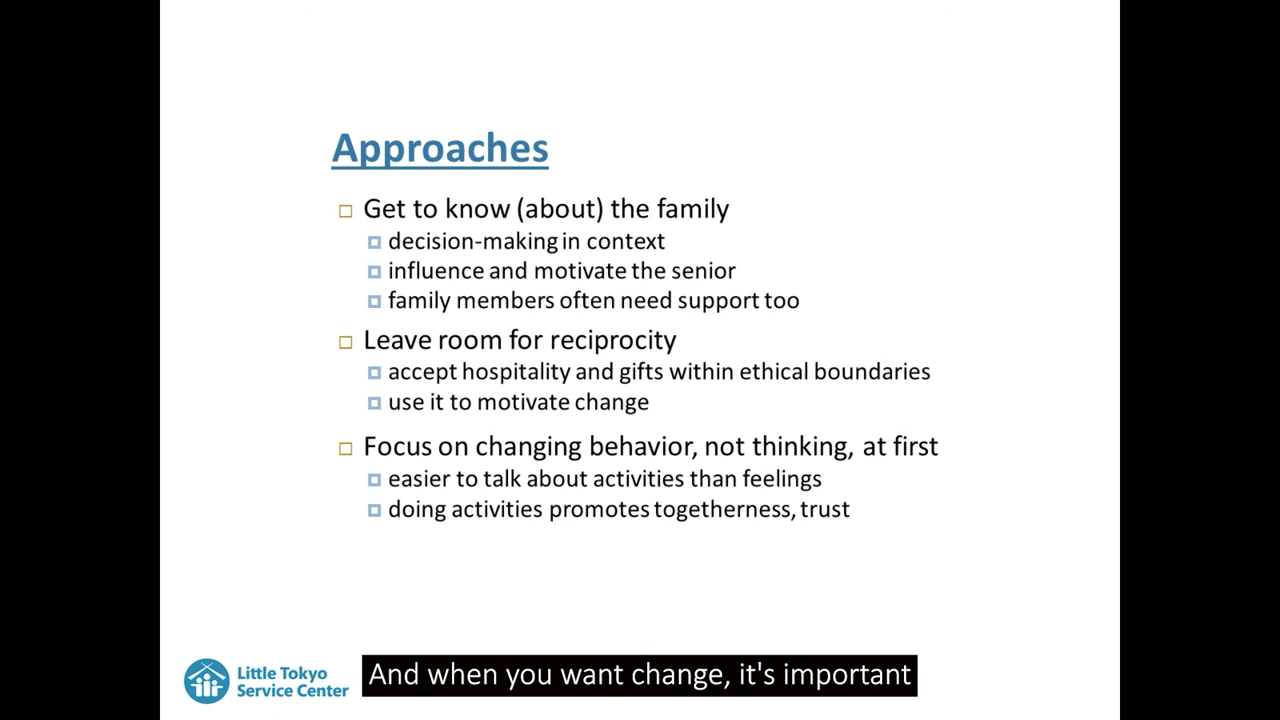 Approaches
Get to know (about) the family
decision-making in context
influence and motivate the senior
family members often need support too
Leave room for reciprocity
accept hospitality and gifts within ethical boundaries
use it to motivate change
Focus on changing behavior, not thinking, at first
easier to talk about activities than feelings
doing activities promotes togetherness, trust
Little Tokyo
Service Center
And when you want change, it's important